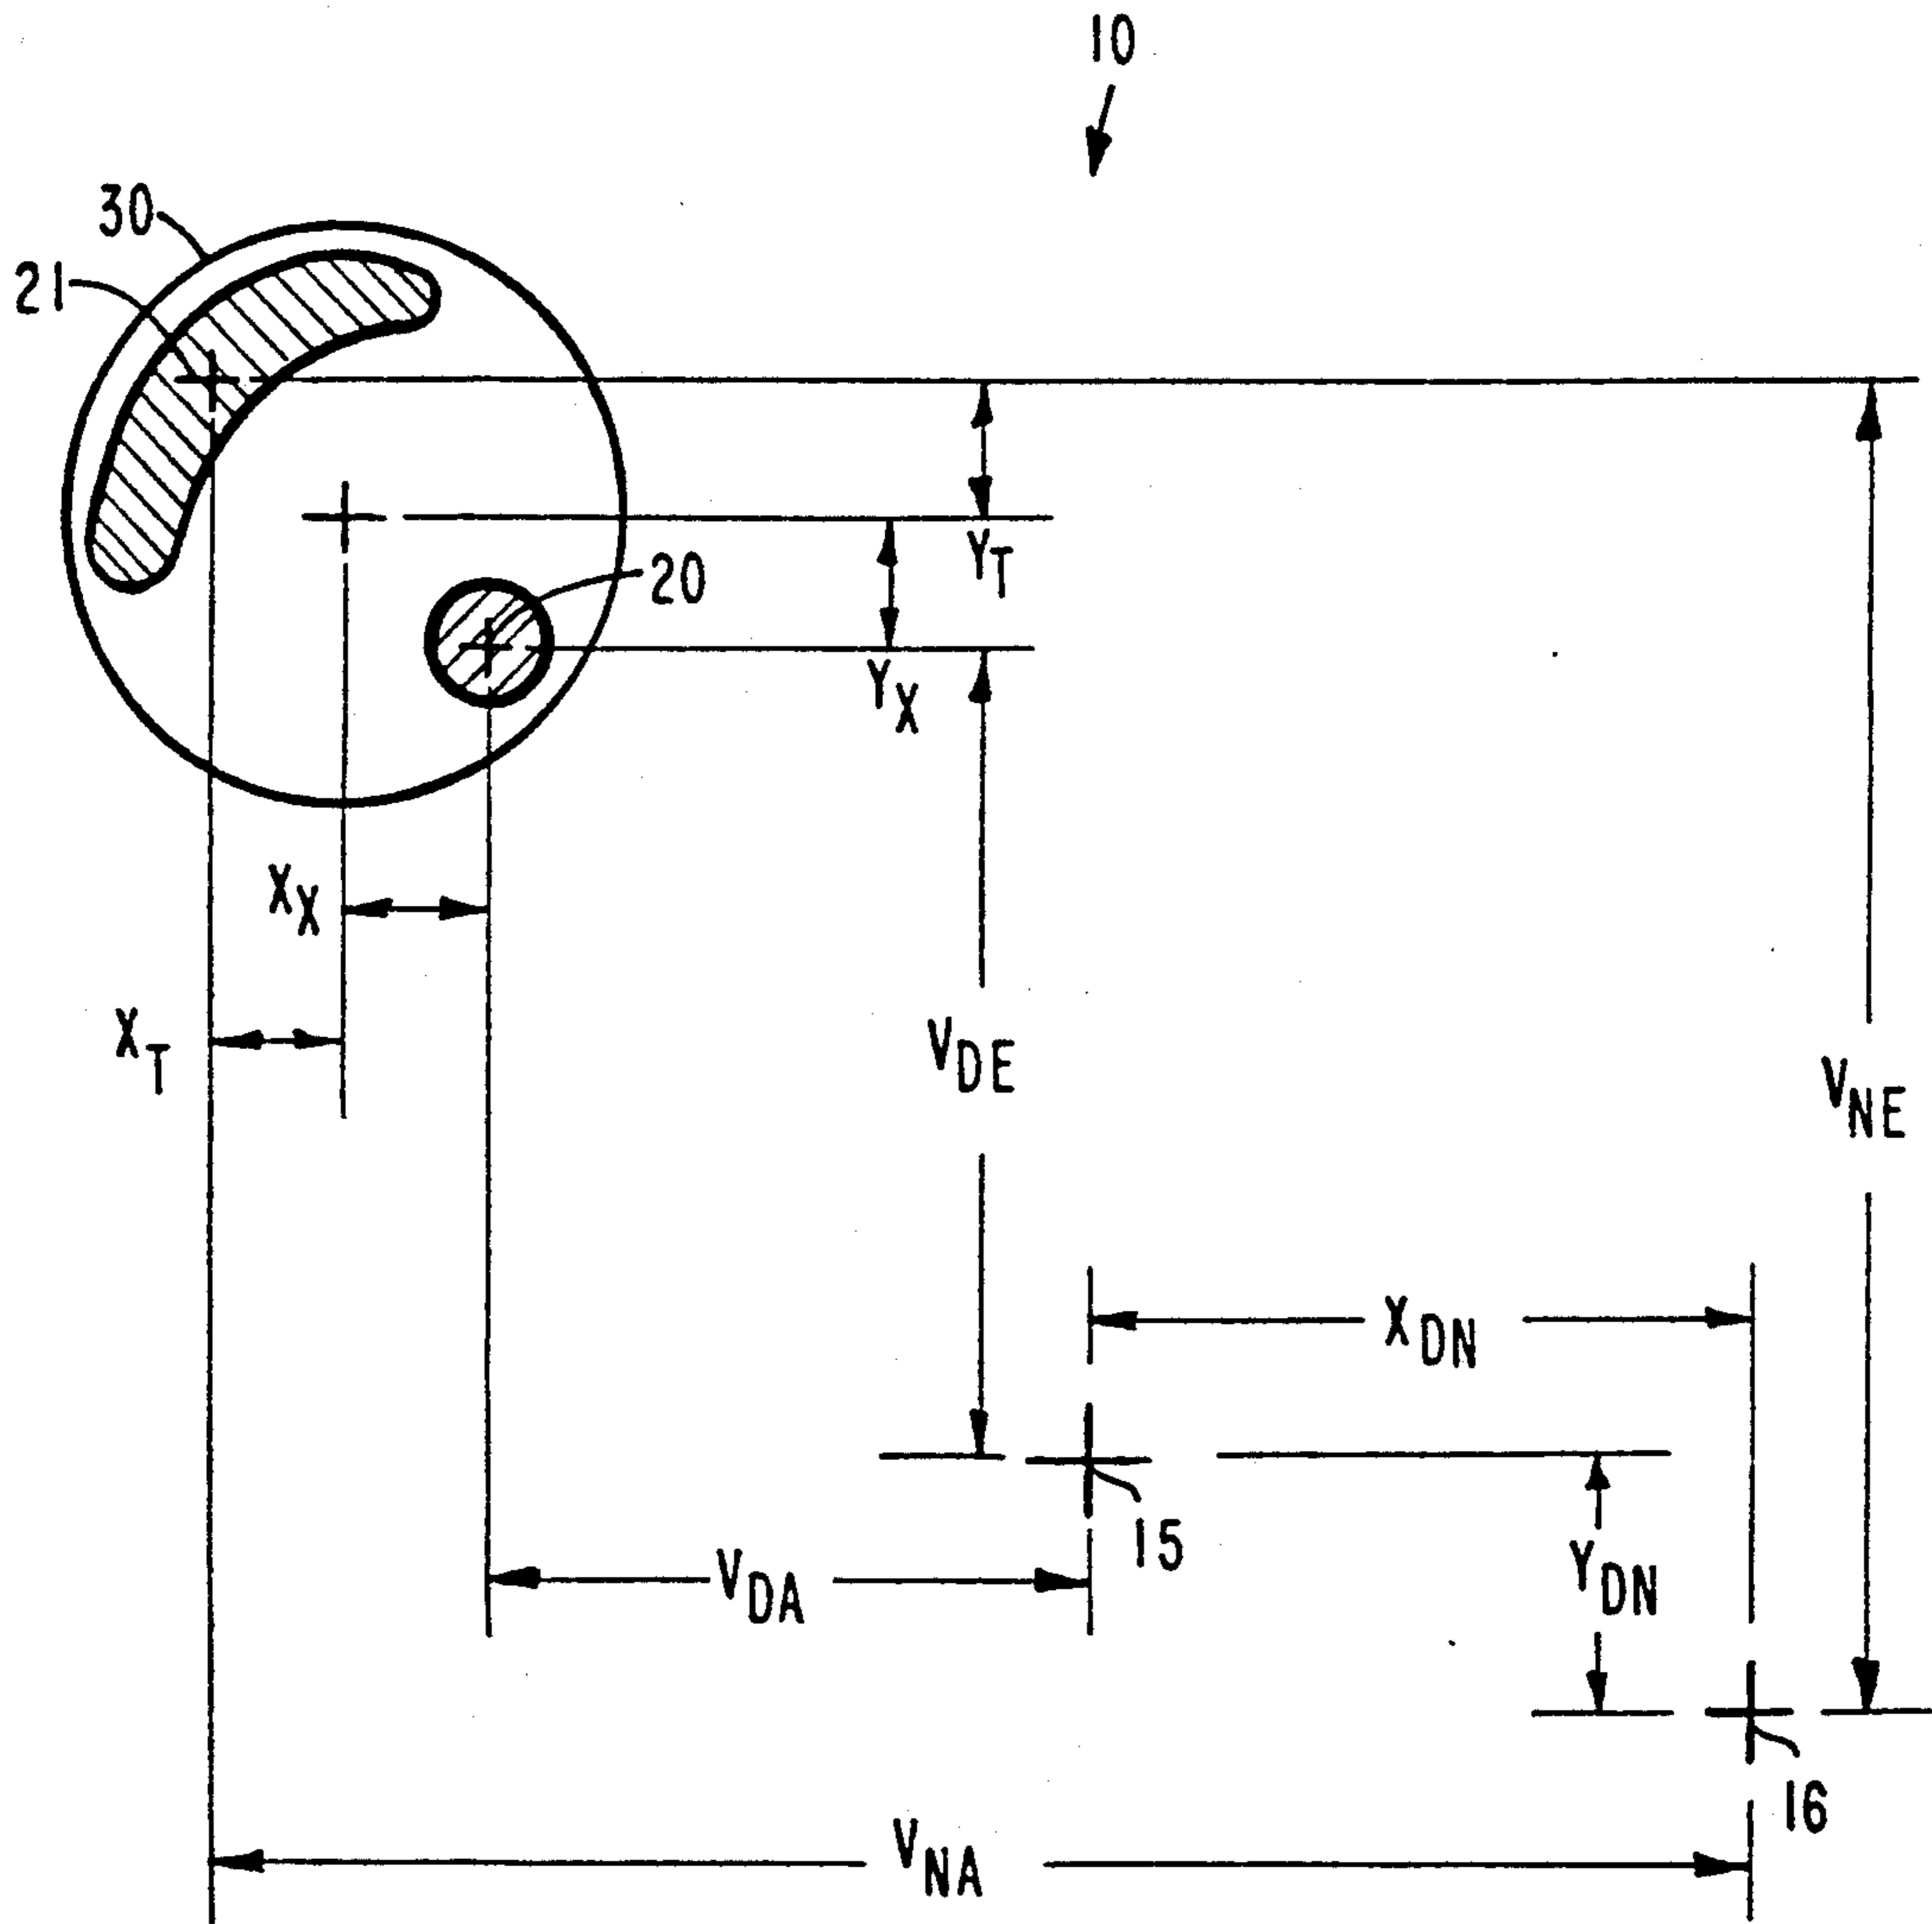 10
30
21
Y_T
20
Y_X
X_X
X_T
V_DE
V_NE
X_DN
15
Y_DN
V_DA
16
V_NA